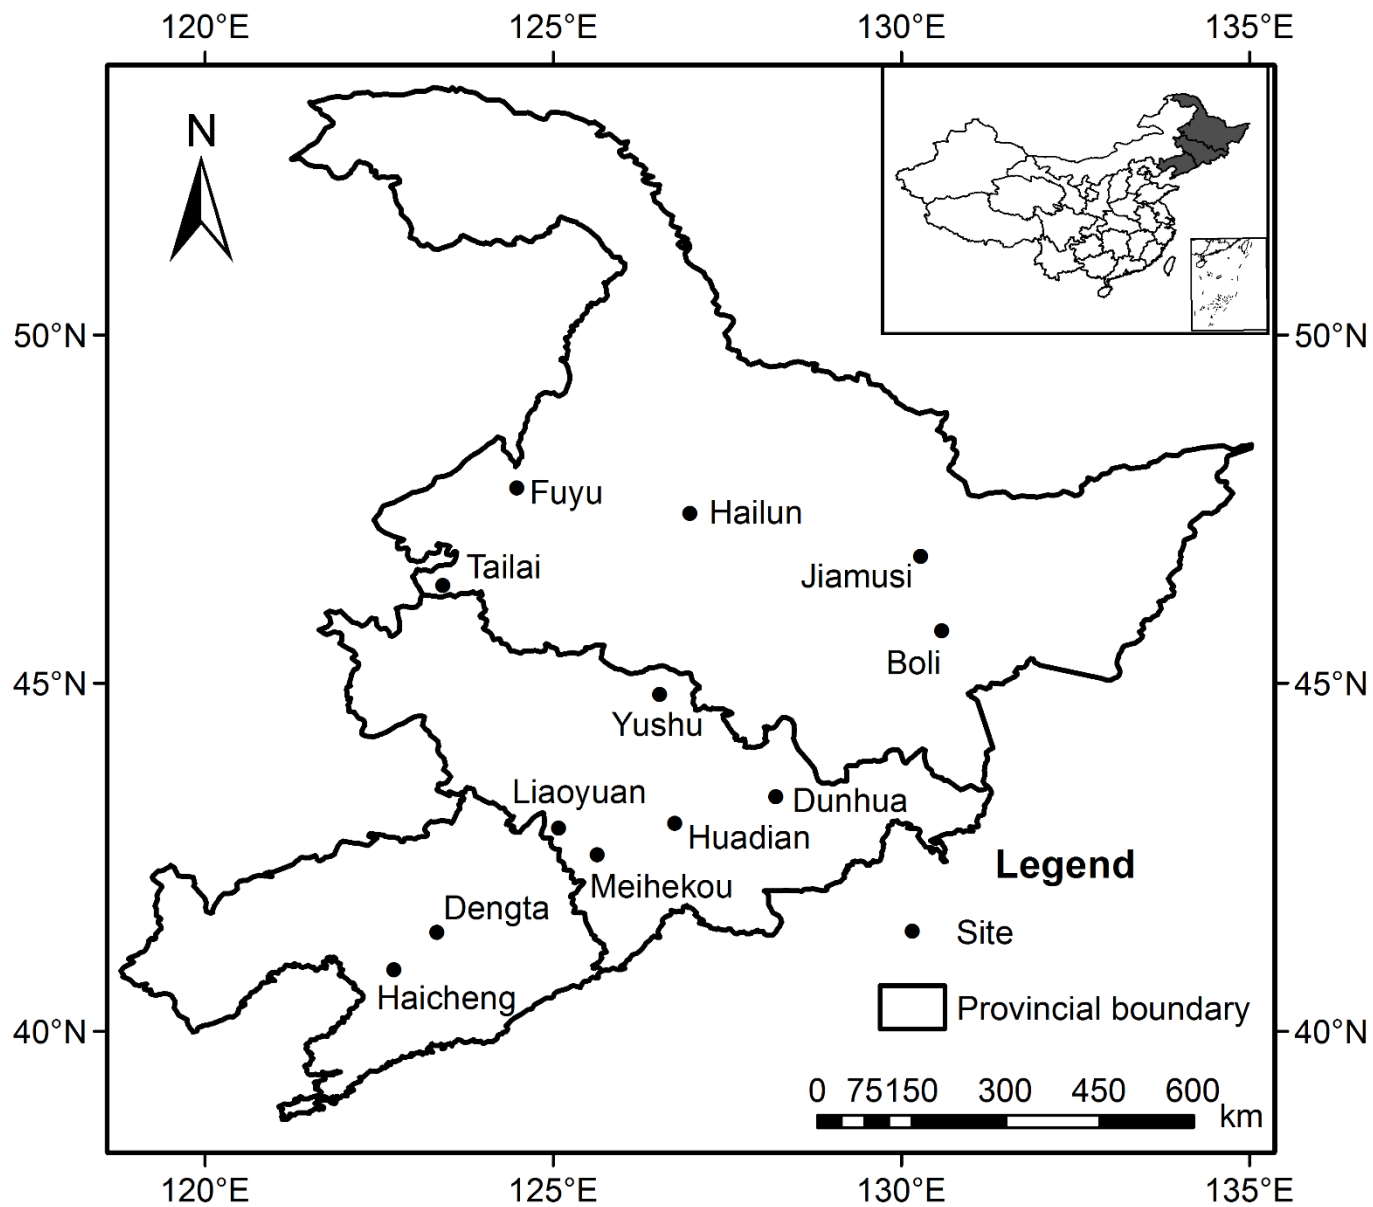 120°E 125°E 130°E 135°E
N
50°N 50°N
Fuyu
Hailun
Tailai
Jiamusi
Boli
45°N 45°N
Yushu
Liaoyuan
Dunhua
Huadian
Legend
Meihekou
Dengta
Site
Haicheng
Provincial boundary
40°N 40°N
0 75 150 300 450 600
km
120°E 125°E 130°E 135°E